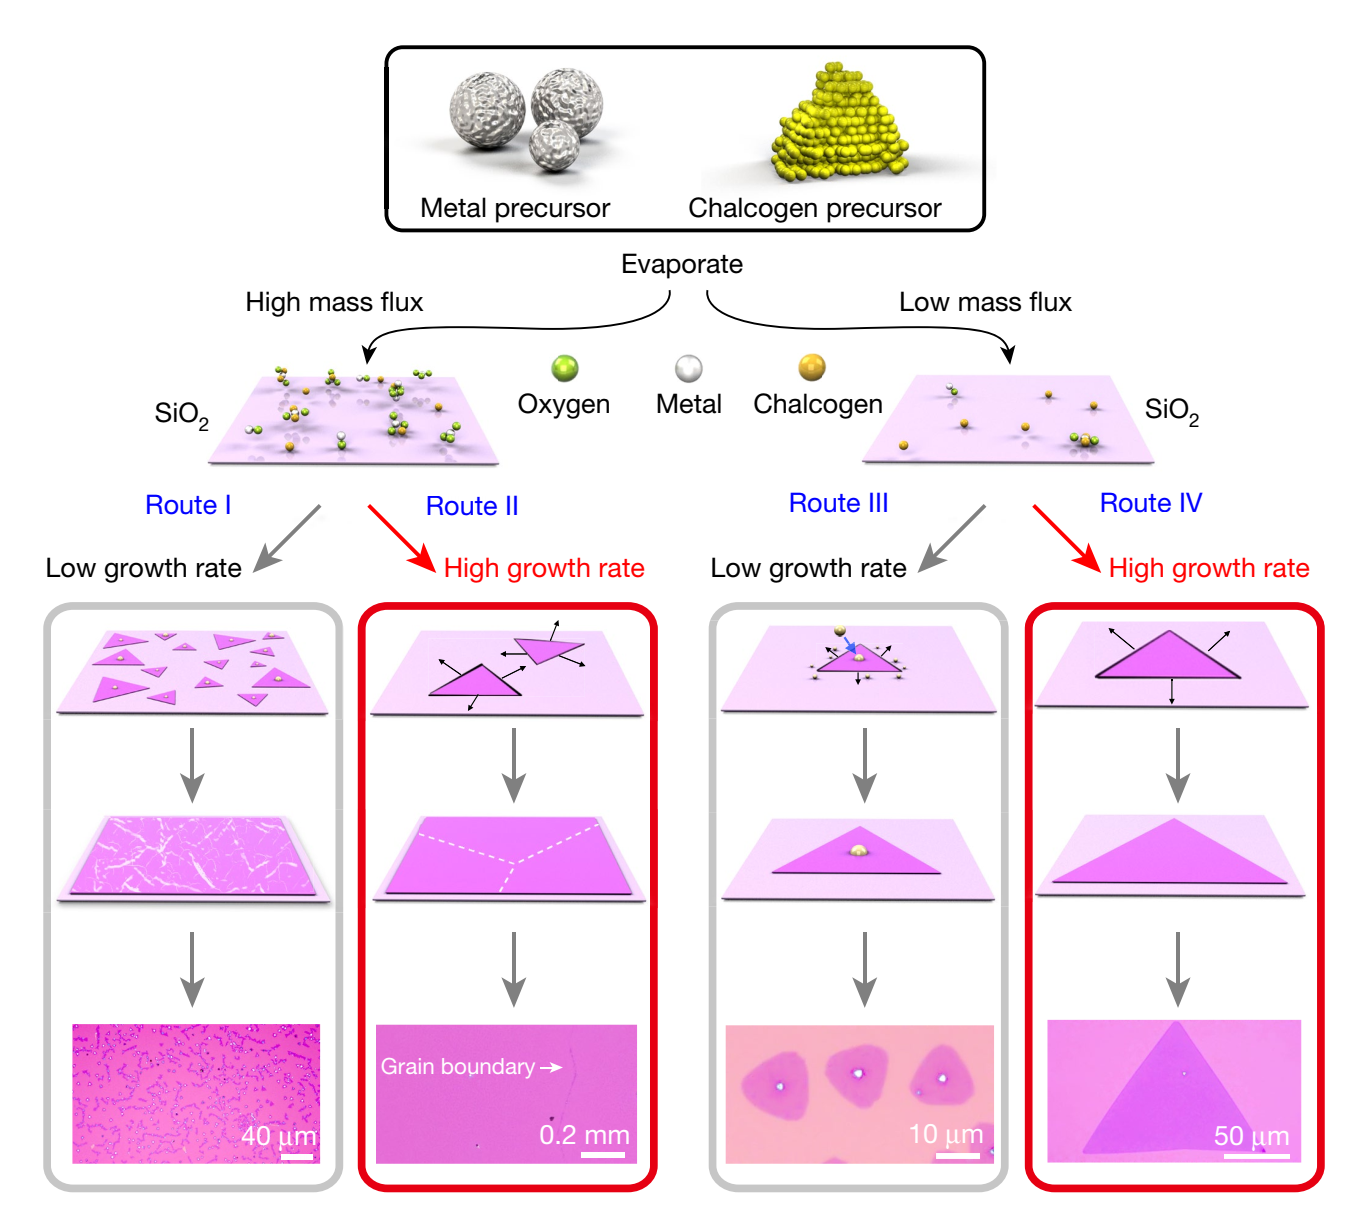 Metal precursor
Chalcogen precursor
Evaporate
High mass flux
Low mass flux
SiO2
Oxygen
Metal
Chalcogen
SiO2
Route I
Route II
Route III
Route IV
Low growth rate
High growth rate
Low growth rate
High growth rate
Grain boundary
40 μm
0.2 mm
10 μm
50 μm